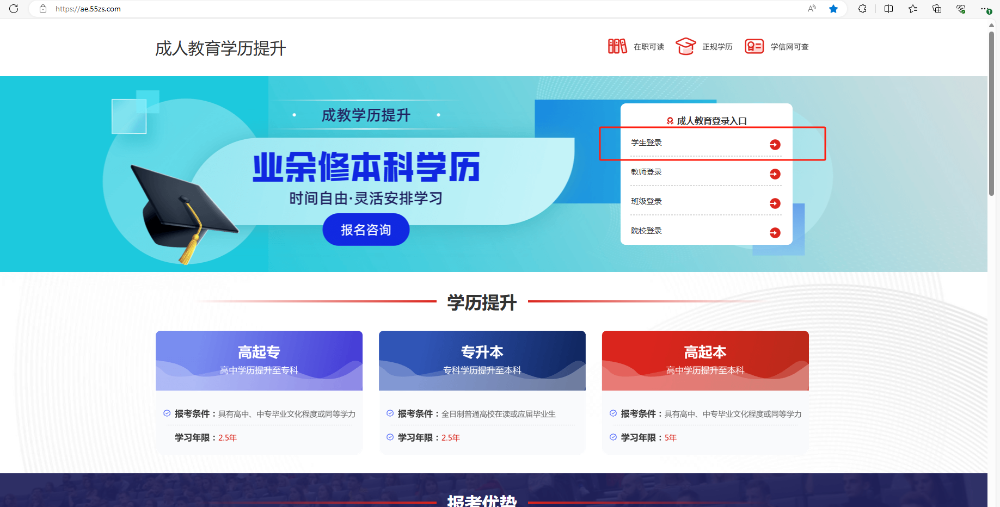 https://ae.55zs.com
成人教育学历提升
在职可读
正规学历
学信网可查
成教学历提升
业余修本科学历
时间自由·灵活安排学习
报名咨询
成人教育登录入口
学生登录
教师登录
班级登录
院校登录
学历提升
高起专
高中学历提升至专科
报考条件：具有高中、中专毕业文化程度或同等学力
学习年限：2.5年
专升本
专科学历提升至本科
报考条件：全日制普通高校在读或应届毕业生
学习年限：2.5年
高起本
高中学历提升至本科
报考条件：具有高中、中专毕业文化程度或同等学力
学习年限：5年
报考优势